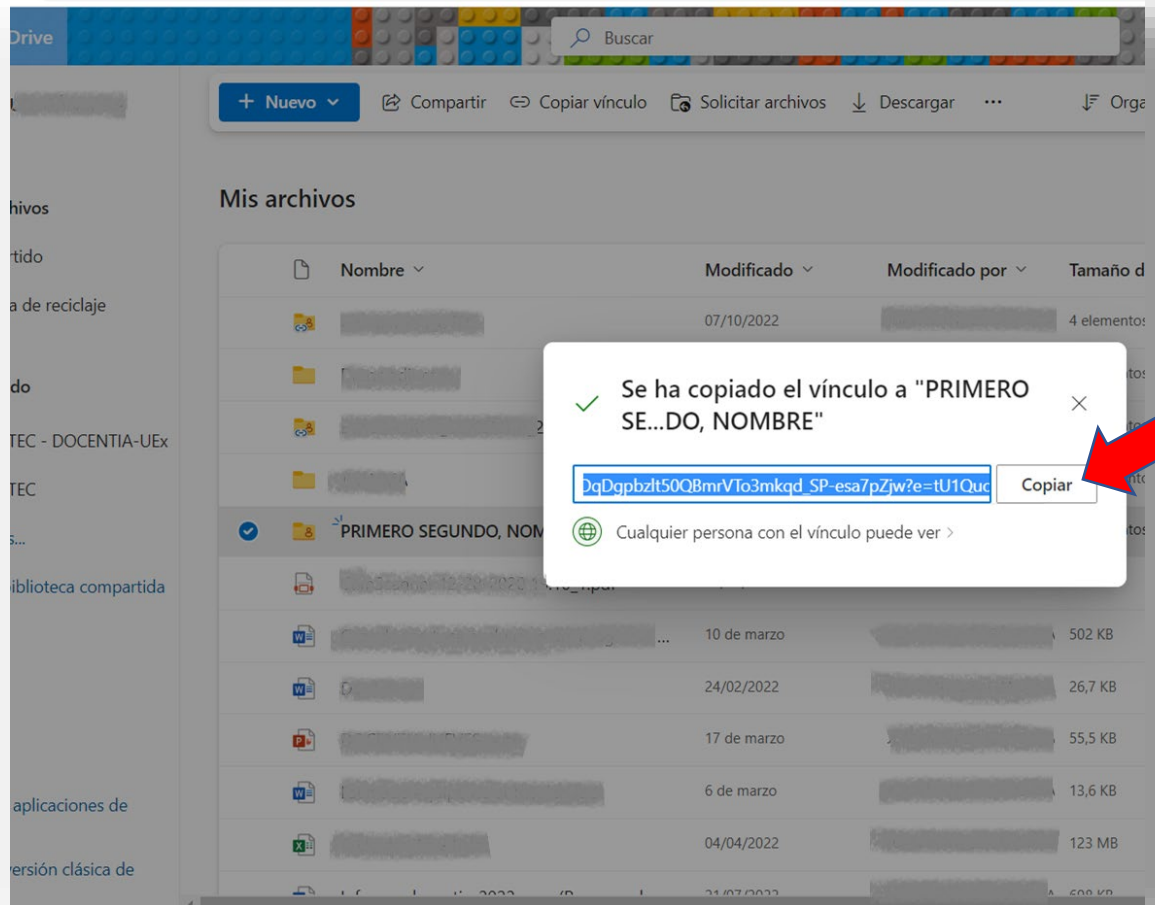 Drive
Buscar
Nuevo
Compartir
Copiar vínculo
Solicitar archivos
Descargar
...
Orga
Mis archivos
hivos
rtido
a de reciclaje
do
TEC - DOCENTIA-UEx
TEC
s...
iblioteca compartida
aplicaciones de
versión clásica de
Nombre
Modificado
Modificado por
Tamaño d
07/10/2022
4 elementos
Se ha copiado el vínculo a "PRIMERO
SE...DO, NOMBRE"
DqDgpbzlt50QBmrVTo3mkqd_SP-esa7pZjw?e=tU1Quc
Copiar
Cualquier persona con el vínculo puede ver
PRIMERO SEGUNDO, NOM
...
10 de marzo
502 KB
24/02/2022
26,7 KB
17 de marzo
55,5 KB
6 de marzo
13,6 KB
04/04/2022
123 MB